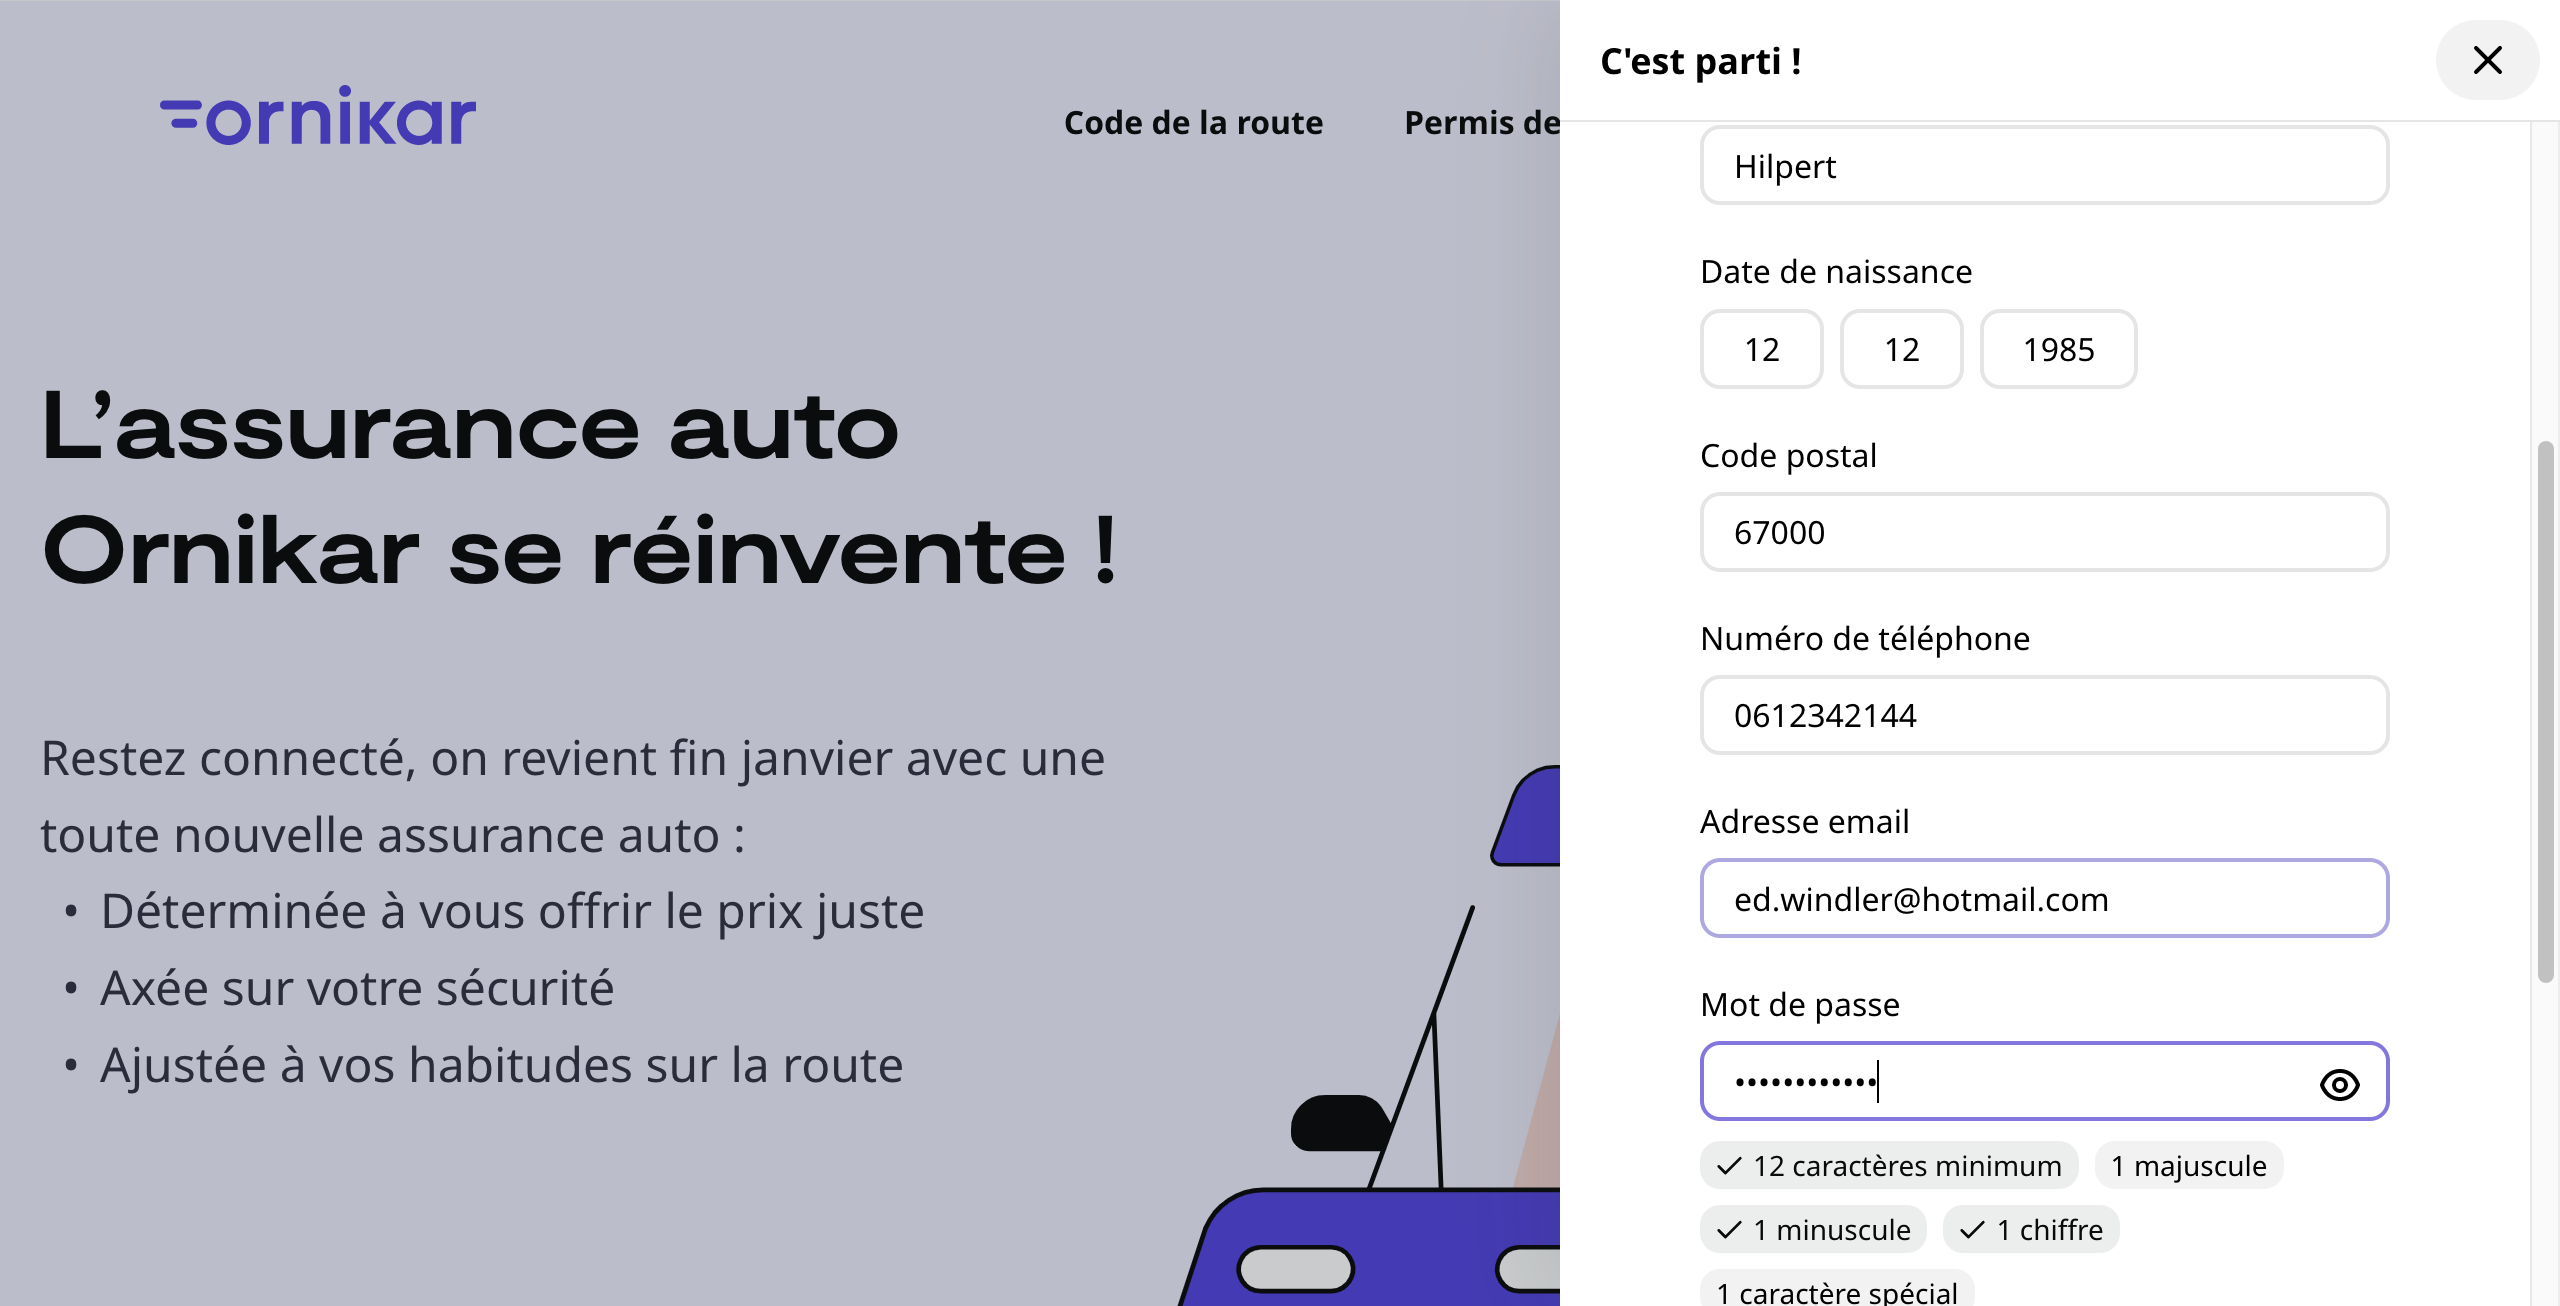 ornikar
Code de la route
Permis de
L’assurance auto
Ornikar se réinvente !
Restez connecté, on revient fin janvier avec une
toute nouvelle assurance auto :
• Déterminée à vous offrir le prix juste
• Axée sur votre sécurité
• Ajustée à vos habitudes sur la route
C'est parti !
Hilpert
Date de naissance
12 12 1985
Code postal
67000
Numéro de téléphone
0612342144
Adresse email
ed.windler@hotmail.com
Mot de passe
••••••••••••
12 caractères minimum
1 majuscule
1 minuscule
1 chiffre
1 caractère spécial